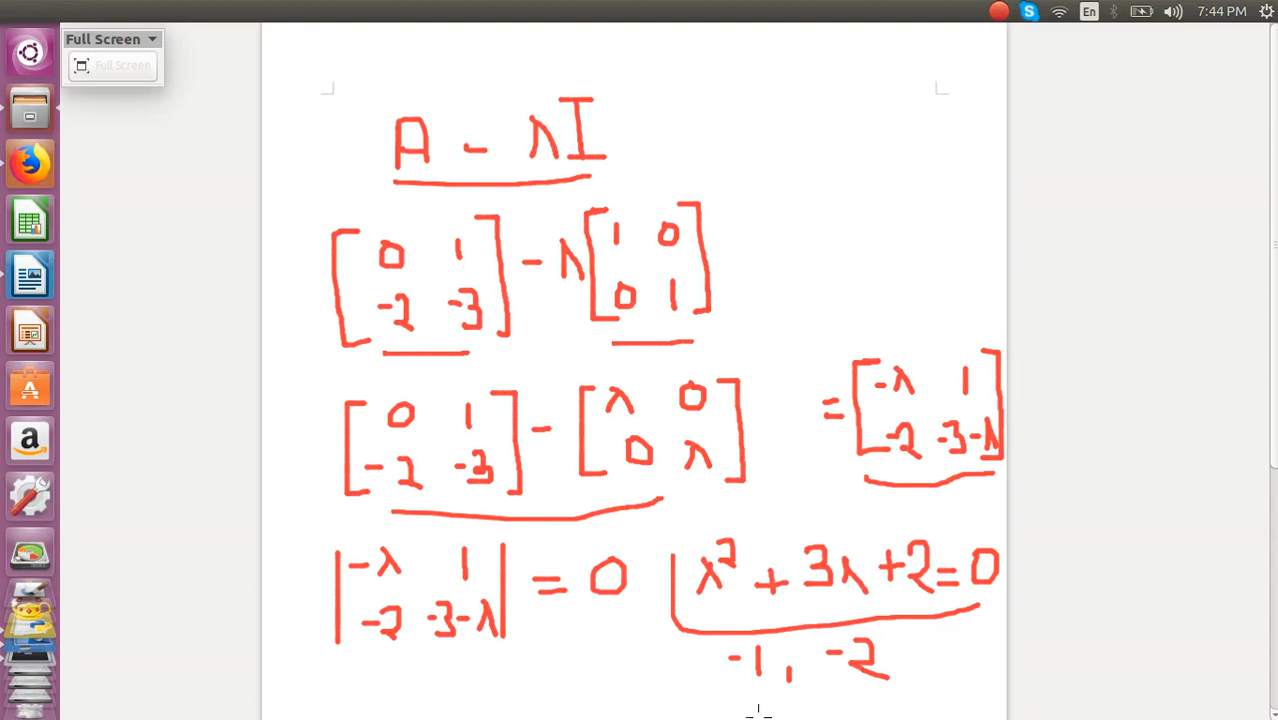 En 7:44 PM
Full Screen
Full Screen
A - λI
[0 1
-2 -3] - λ[1 0
0 1]
[0 1
-2 -3] - [λ 0
0 λ]
= [-λ 1
-2 -3-λ]
|-λ 1
-2 -3-λ| = 0
λ² + 3λ + 2 = 0
-1, -2